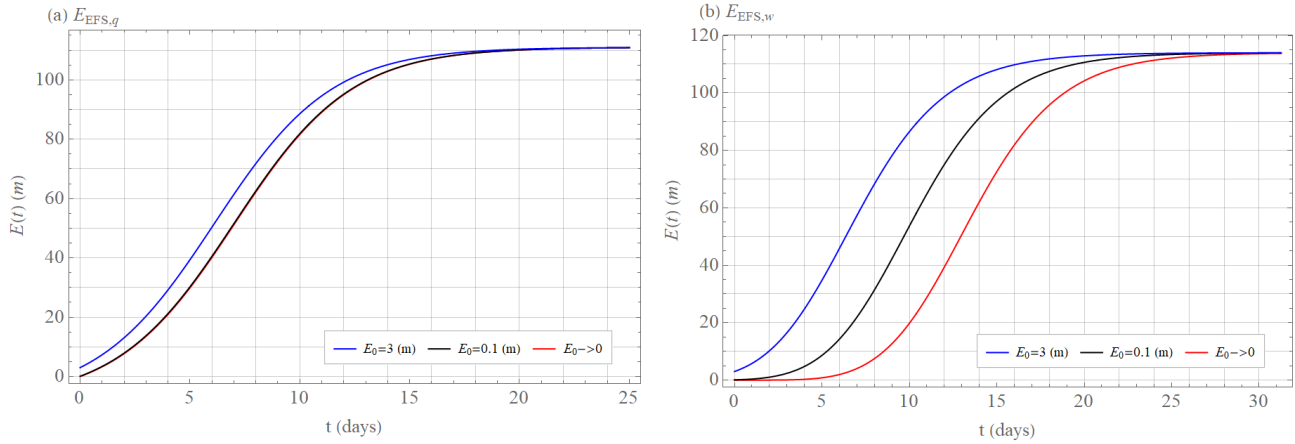 (a) E_EFS,q
100
80
60
40
20
0
E(t) (m)
0 5 10 15 20 25
t (days)
E₀=3 (m) E₀=0.1 (m) E₀->0
(b) E_EFS,w
120
100
80
60
40
20
0
E(t) (m)
0 5 10 15 20 25 30
t (days)
E₀=3 (m) E₀=0.1 (m) E₀->0